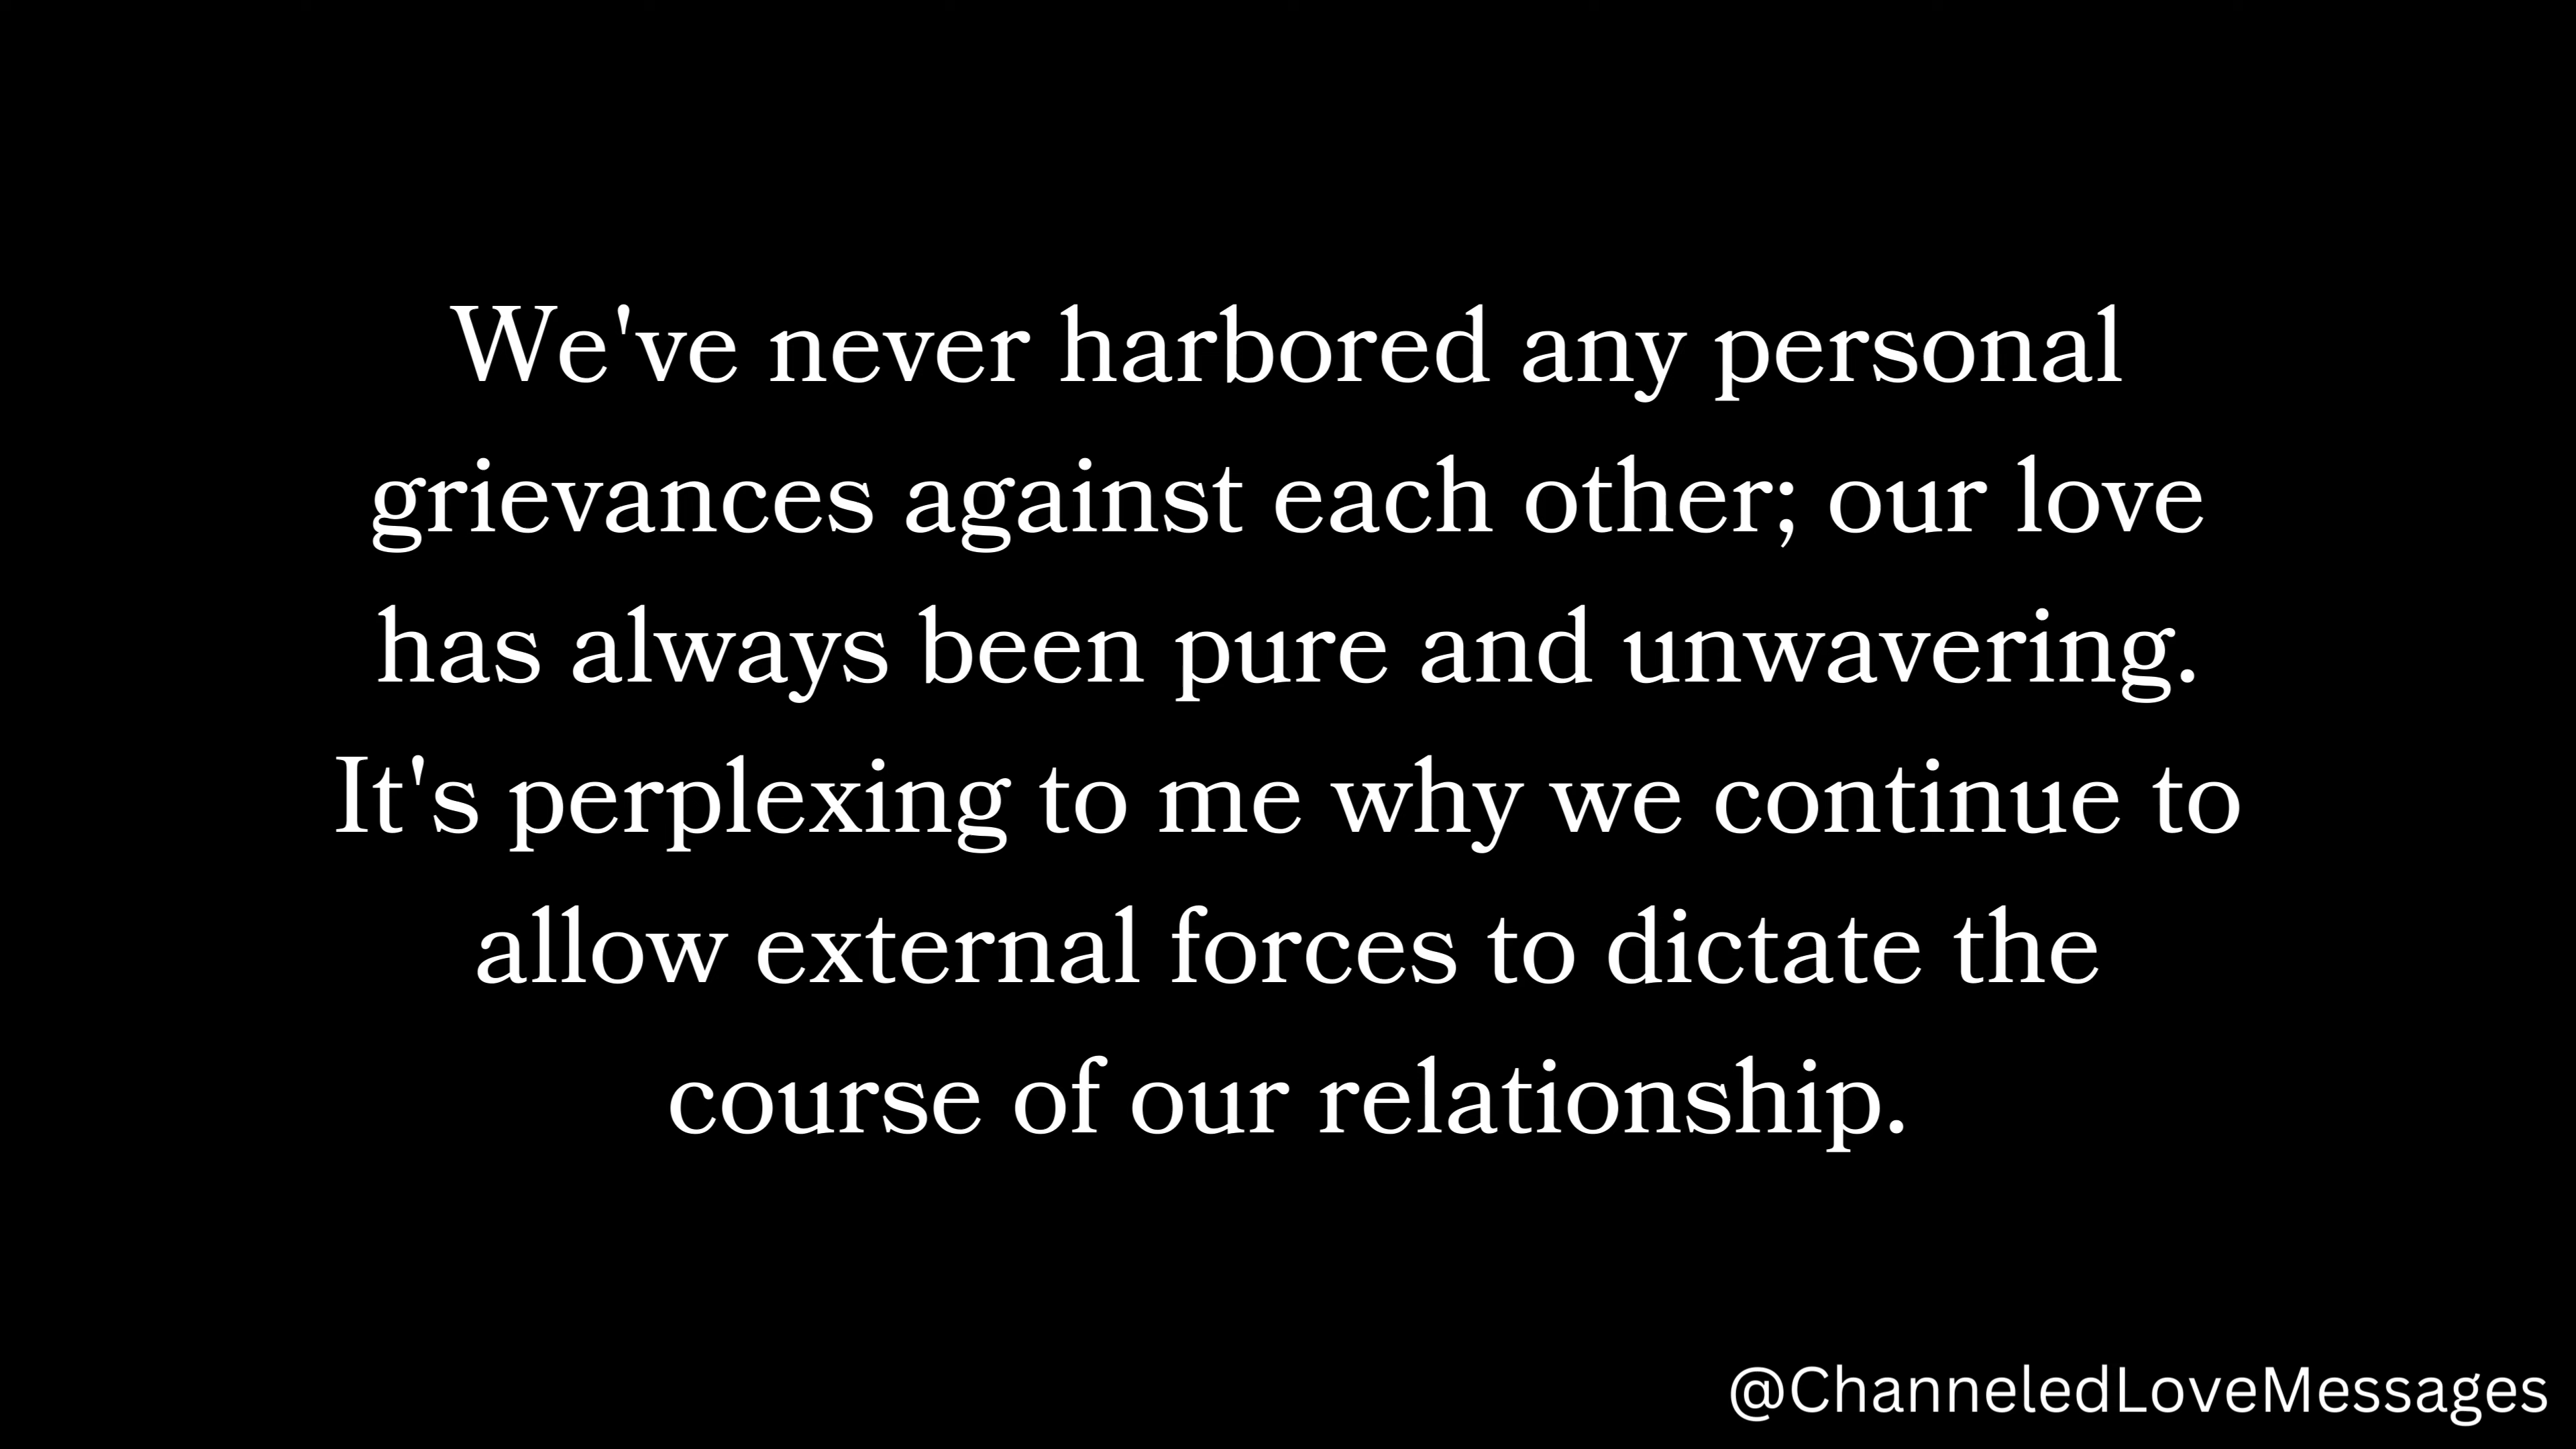 We've never harbored any personal
grievances against each other; our love
has always been pure and unwavering.
It's perplexing to me why we continue to
allow external forces to dictate the
course of our relationship.
@ChanneledLoveMessages